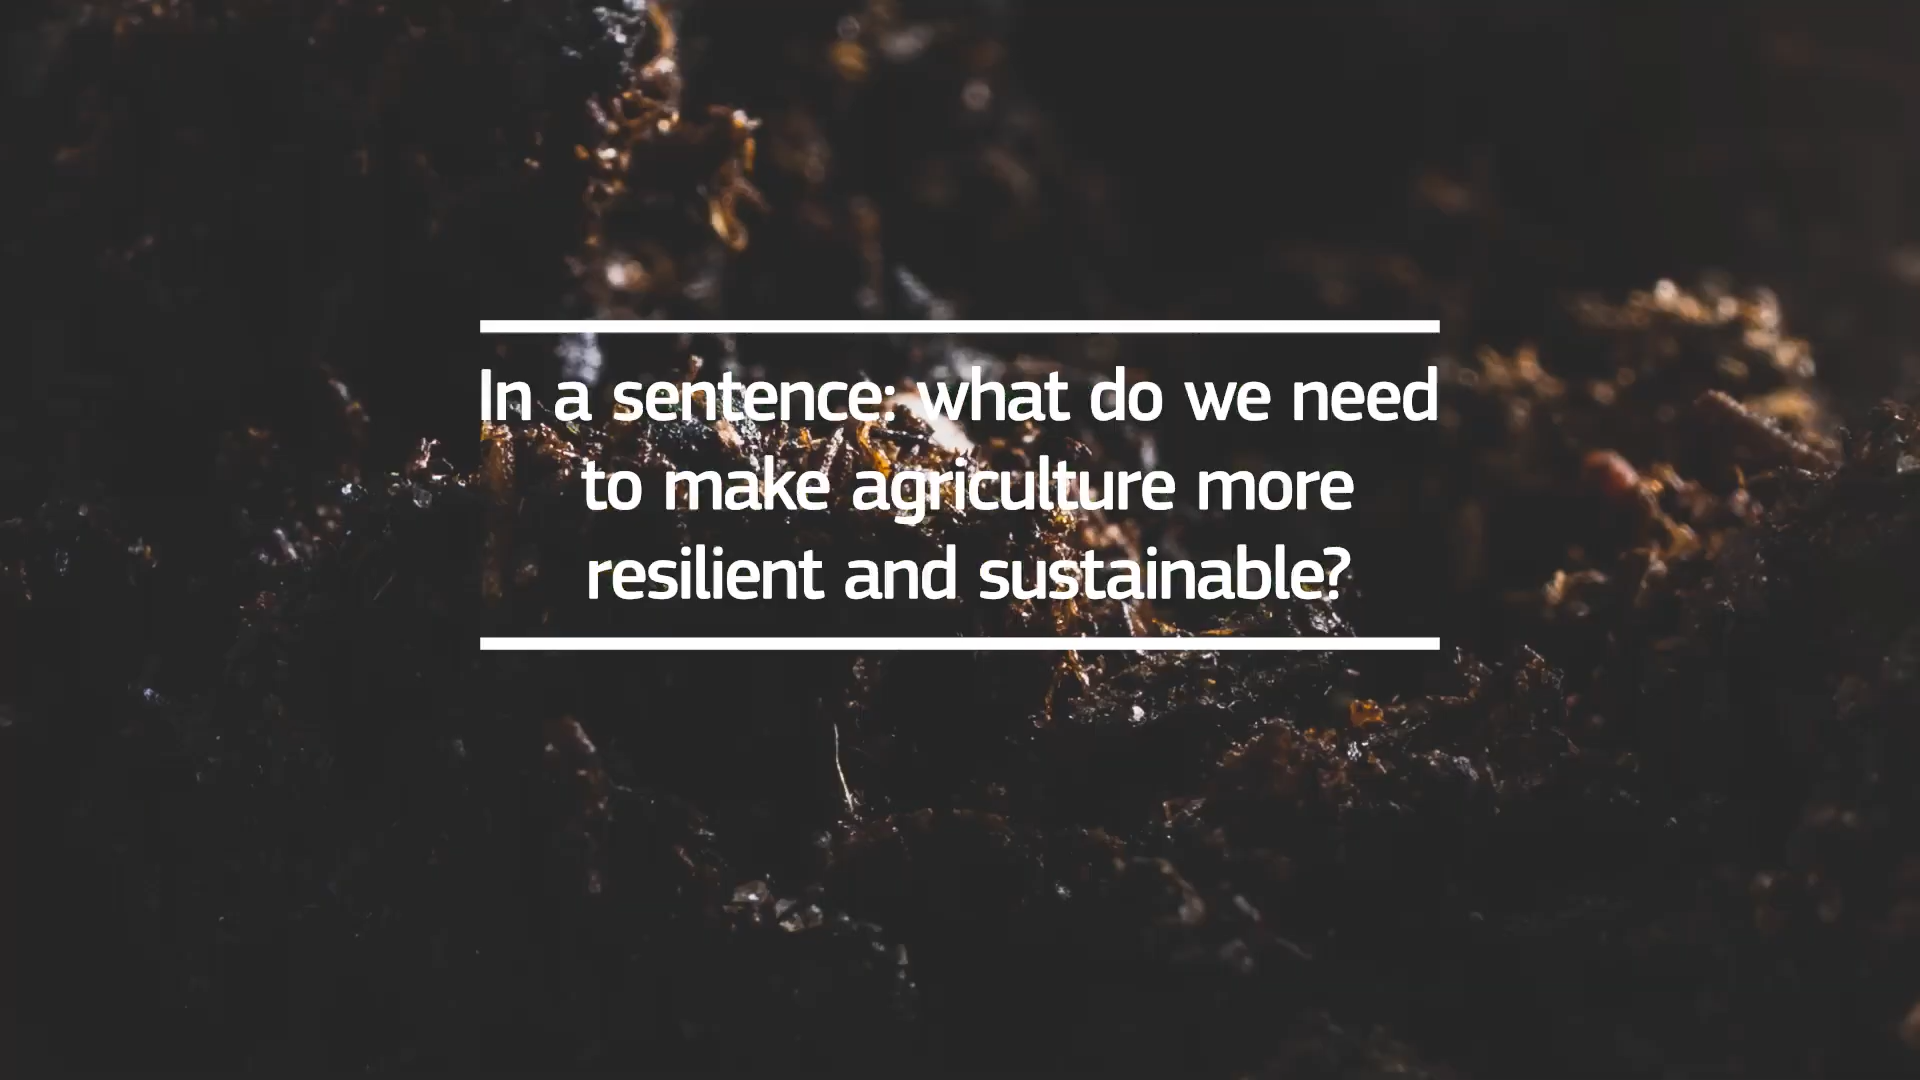 In a sentence: what do we need
to make agriculture more
resilient and sustainable?